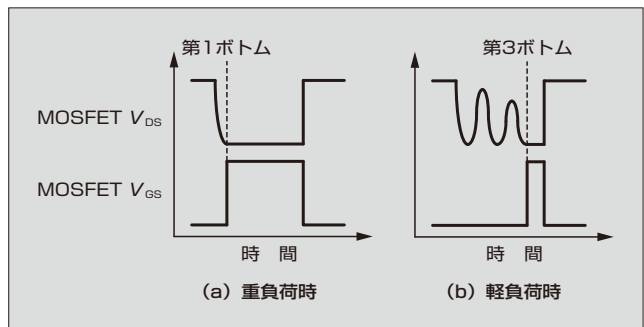 第1ボトム
第3ボトム
MOSFET VDS
MOSFET VGS
時 間
時 間
(a) 重負荷時
(b) 軽負荷時